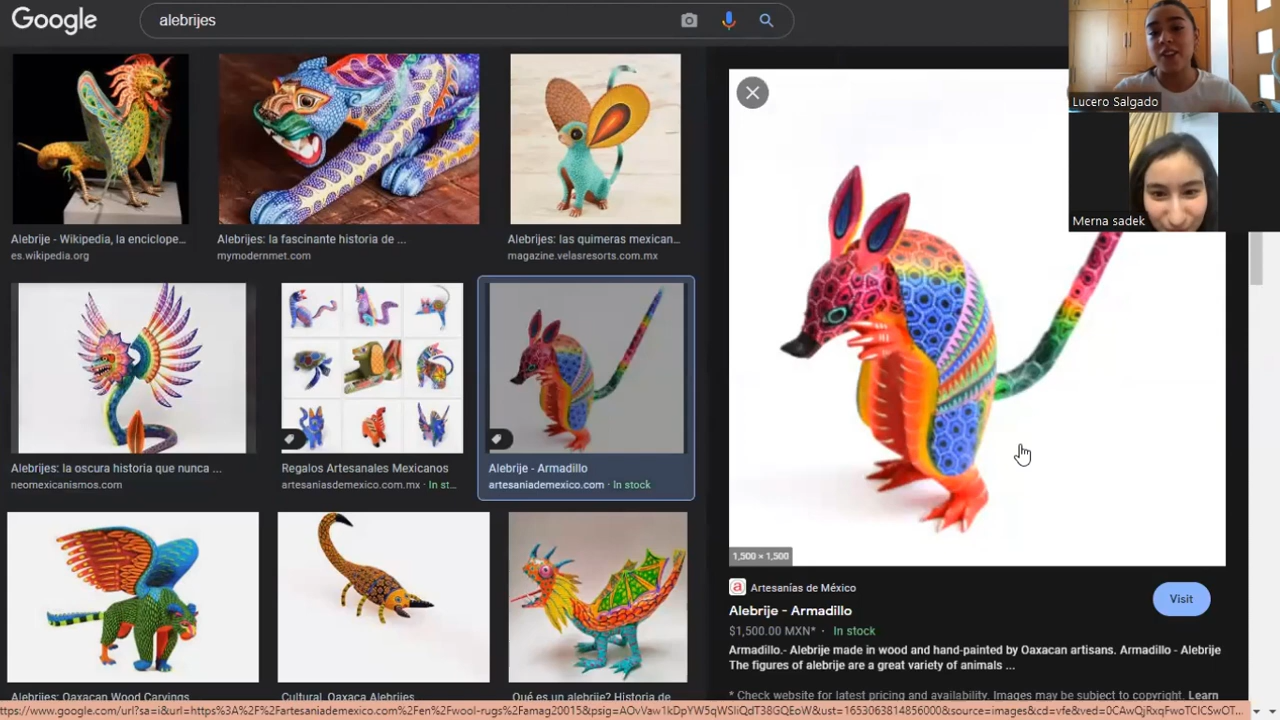 Google
alebrijes
Lucero Salgado
Merna sadek
Alebrije - Wikipedia, la enciclope...
es.wikipedia.org
Alebrijes: la fascinante historia de ...
mymodernmet.com
Alebrijes: las quimeras mexican...
magazine.velasresorts.com.mx
Alebrijes: la oscura historia que nunca ...
neomexicanismos.com
Regalos Artesanales Mexicanos
artesaniasdemexico.com.mx · In st...
Alebrije - Armadillo
artesaniademexico.com · In stock
Alebrijes: Oaxacan Wood Carvings
Cultural, Oaxaca Alebrijes
Qué es un alebrije? Historia de
1,500 × 1,500
Artesanías de México
Alebrije - Armadillo
Visit
$1,500.00 MXN* · In stock
Armadillo.- Alebrije made in wood and hand-painted by Oaxacan artisans. Armadillo - Alebrije
The figures of alebrije are a great variety of animals ...
* Check website for latest pricing and availability. Images may be subject to copyright. Learn